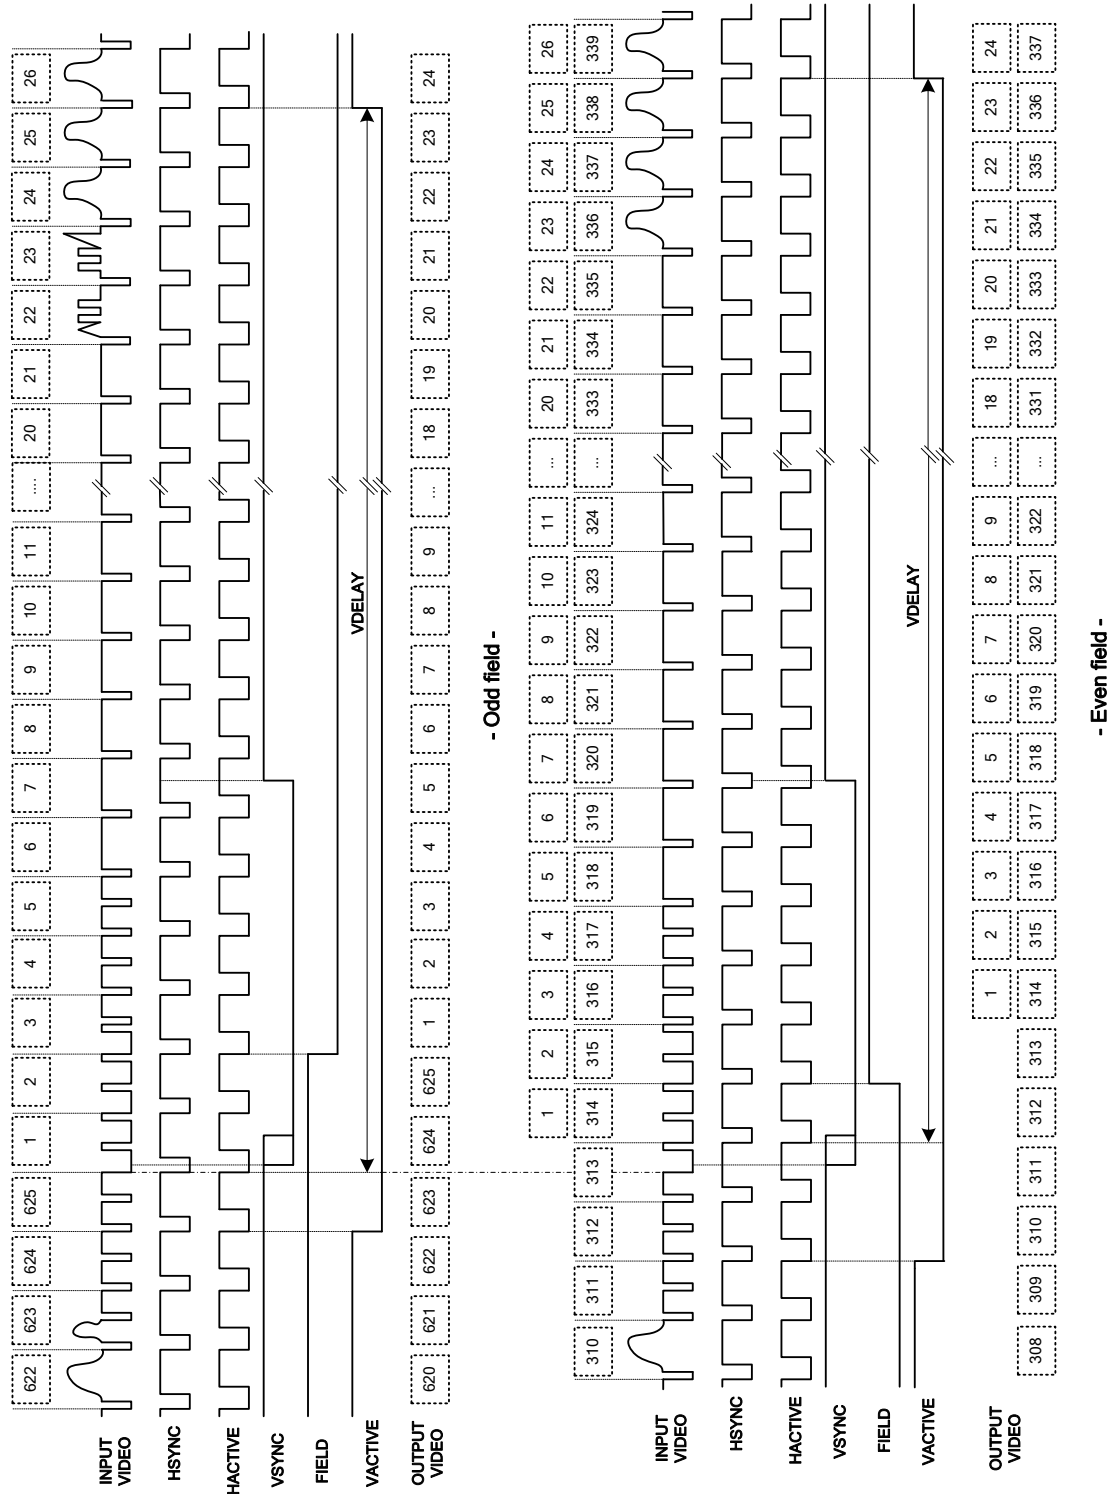 622 623 624 625 1 2 3 4 5 6 7 8 9 10 11 .... 20 21 22 23 24 25 26
INPUT
VIDEO
HSYNC
HACTIVE
VSYNC
FIELD
VDELAY
VACTIVE
OUTPUT
VIDEO
620 621 622 623 624 625 1 2 3 4 5 6 7 8 9 ... 18 19 20 21 22 23 24
- Odd field -
1 2 3 4 5 6 7 8 9 10 11 ... 20 21 22 23 24 25 26
310 311 312 313 314 315 316 317 318 319 320 321 322 323 324 ... 333 334 335 336 337 338 339
INPUT
VIDEO
HSYNC
HACTIVE
VSYNC
FIELD
VDELAY
VACTIVE
OUTPUT
VIDEO
1 2 3 4 5 6 7 8 9 ... 18 19 20 21 22 23 24
308 309 310 311 312 313 314 315 316 317 318 319 320 321 322 ... 331 332 333 334 335 336 337
- Even field -